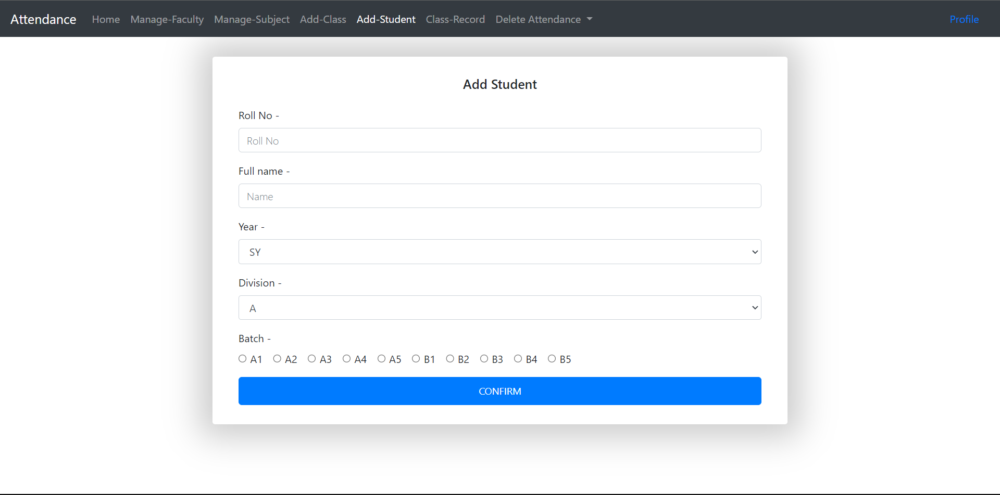 Attendance Home Manage-Faculty Manage-Subject Add-Class Add-Student Class-Record Delete Attendance Profile
Add Student
Roll No -
Roll No
Full name -
Name
Year -
SY
Division -
A
Batch -
A1 A2 A3 A4 A5 B1 B2 B3 B4 B5
CONFIRM